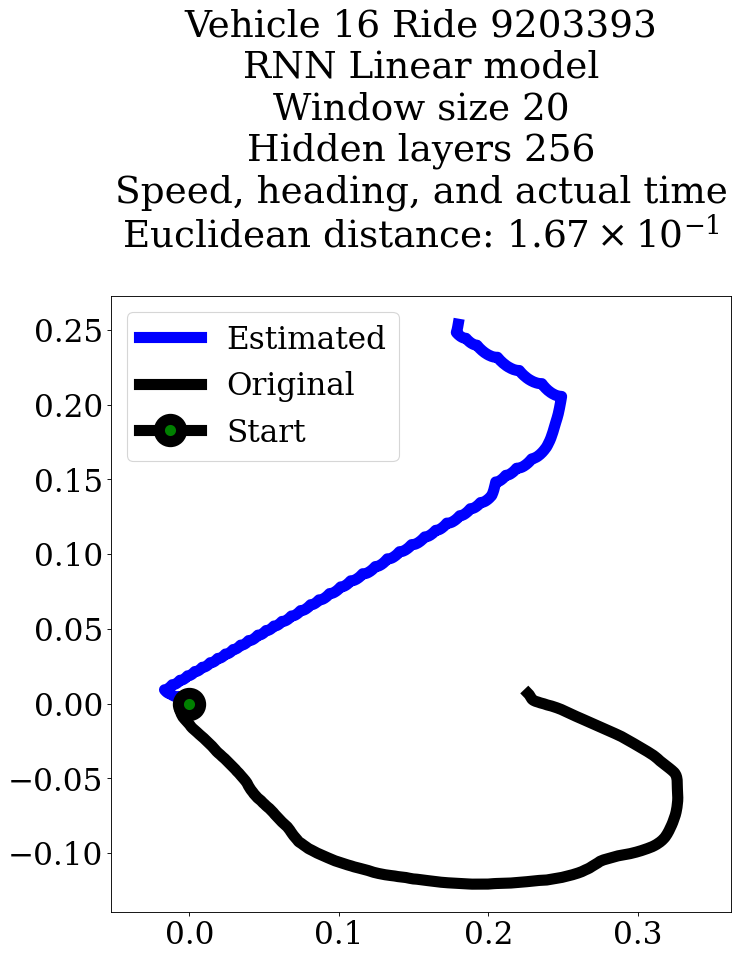 Vehicle 16 Ride 9203393
RNN Linear model
Window size 20
Hidden layers 256
Speed, heading, and actual time
Euclidean distance: 1.67 × 10⁻¹
Estimated
Original
Start
0.25
0.20
0.15
0.10
0.05
0.00
−0.05
−0.10
0.0 0.1 0.2 0.3